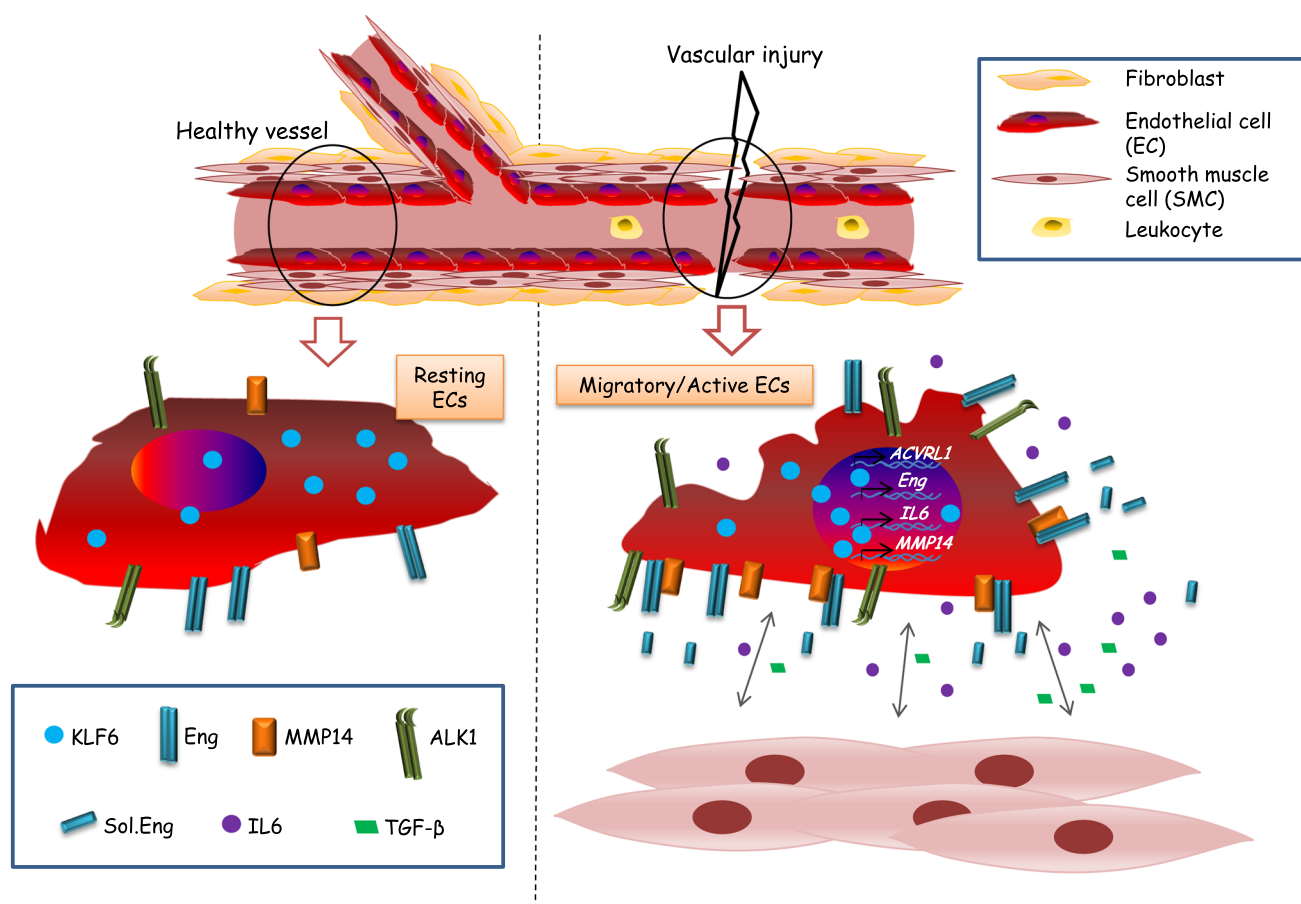 Vascular injury
Healthy vessel
Fibroblast
Endothelial cell
(EC)
Smooth muscle
cell (SMC)
Leukocyte
Resting
ECs
Migratory/Active ECs
ACVRL1
Eng
IL6
MMP14
KLF6
Eng
MMP14
ALK1
Sol.Eng
IL6
TGF-β